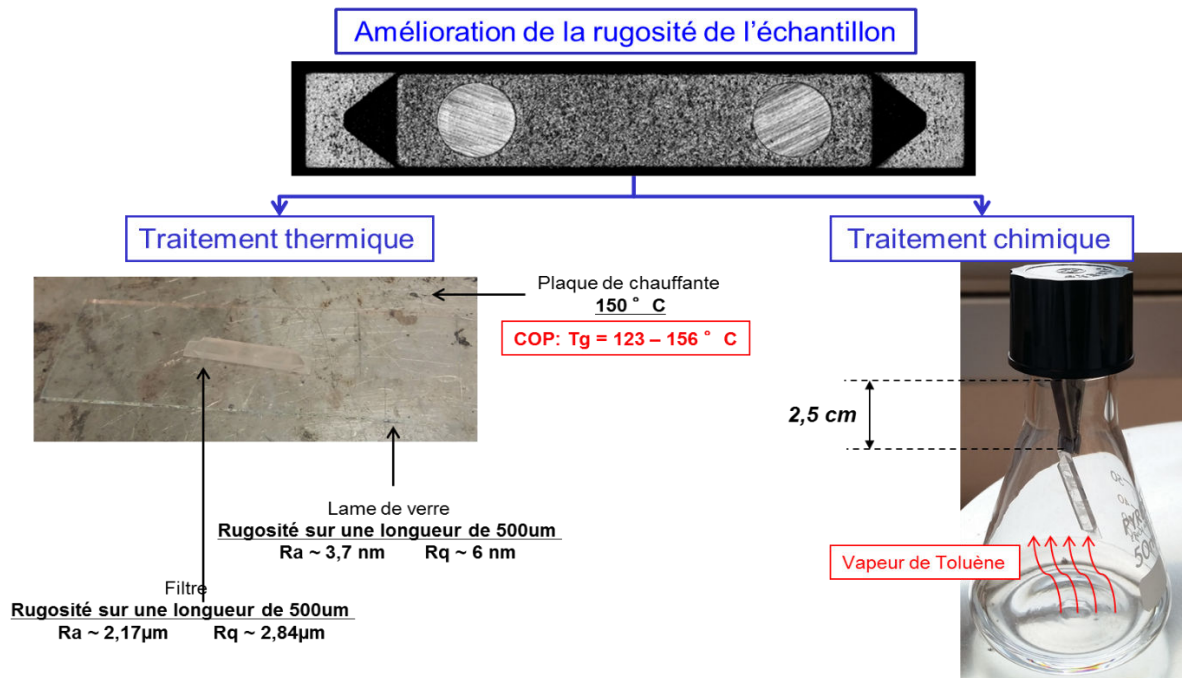 Amélioration de la rugosité de l'échantillon
Traitement thermique
Traitement chimique
Plaque de chauffante
150 ° C
COP: Tg = 123 – 156 ° C
2,5 cm
Lame de verre
Rugosité sur une longueur de 500um
Ra ~ 3,7 nm Rq ~ 6 nm
Vapeur de Toluène
Filtre
Rugosité sur une longueur de 500um
Ra ~ 2,17µm Rq ~ 2,84µm